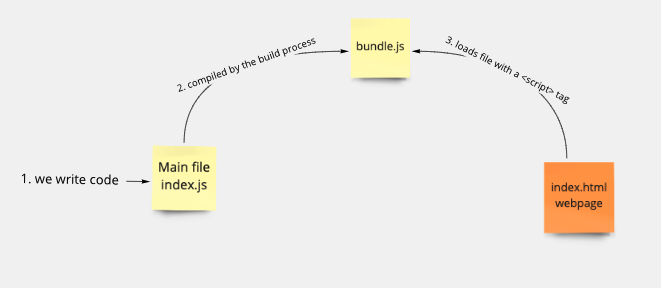 1. we write code
Main file
index.js
2. compiled by the build process
bundle.js
3. loads file with a <script> tag
index.html
webpage